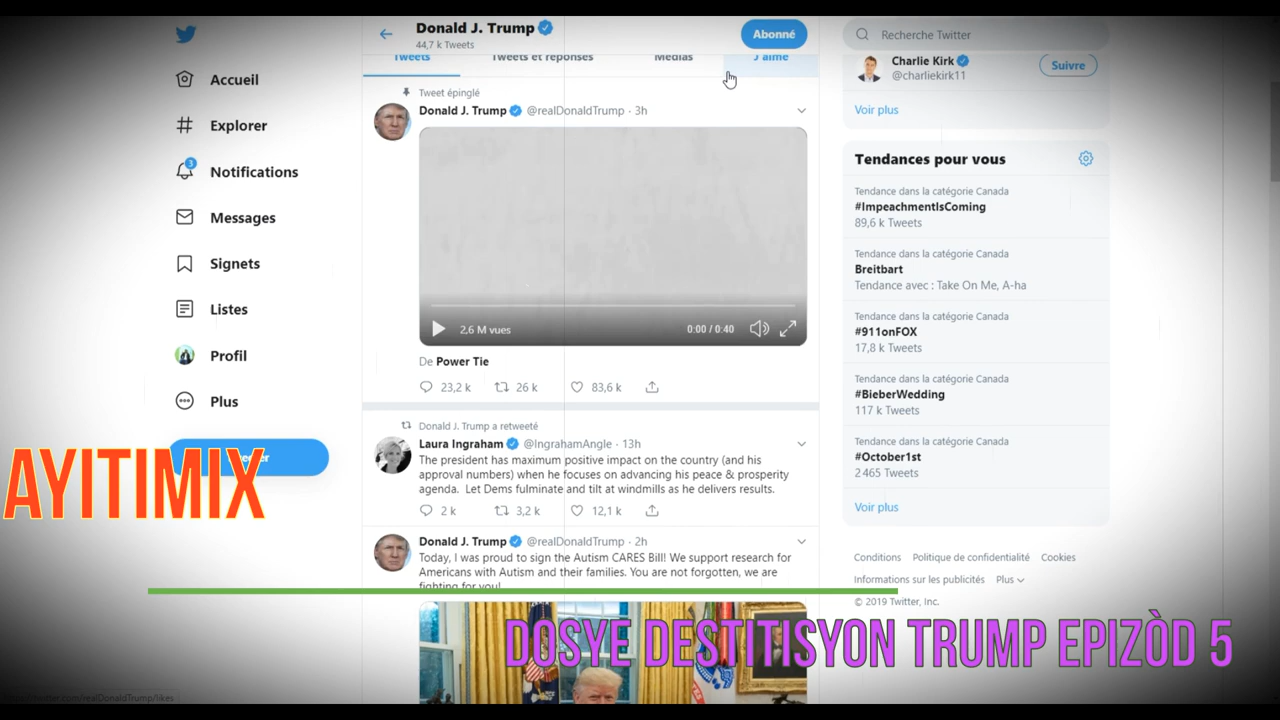 Donald J. Trump
44,7 k Tweets
Abonné
Recherche Twitter
Accueil
Explorer
3
Notifications
Messages
Signets
Listes
Profil
Plus
Tweets
Tweets et réponses
Médias
J'aime
Tweet épinglé
Donald J. Trump @realDonaldTrump · 3h
2,6 M vues
0:00 / 0:40
De Power Tie
23,2 k 26 k 83,6 k
Donald J. Trump a retweeté
Laura Ingraham @IngrahamAngle · 13h
The president has maximum positive impact on the country (and his
approval numbers) when he focuses on advancing his peace & prosperity
agenda. Let Dems fulminate and tilt at windmills as he delivers results.
2 k 3,2 k 12,1 k
Donald J. Trump @realDonaldTrump · 2h
Today, I was proud to sign the Autism CARES Bill! We support research for
Americans with Autism and their families. You are not forgotten, we are
fighting for you!
Charlie Kirk
@charliekirk11
Suivre
Voir plus
Tendances pour vous
Tendance dans la catégorie Canada
#ImpeachmentIsComing
89,6 k Tweets
Tendance dans la catégorie Canada
Breitbart
Tendance avec : Take On Me, A-ha
Tendance dans la catégorie Canada
#911onFOX
17,8 k Tweets
Tendance dans la catégorie Canada
#BieberWedding
117 k Tweets
Tendance dans la catégorie Canada
#October1st
2 465 Tweets
Voir plus
Conditions Politique de confidentialité Cookies
Informations sur les publicités Plus
© 2019 Twitter, Inc.
AYITIMIX
DOSYE DESTITISYON TRUMP EPIZÒD 5
https://twitter.com/realDonaldTrump/likes